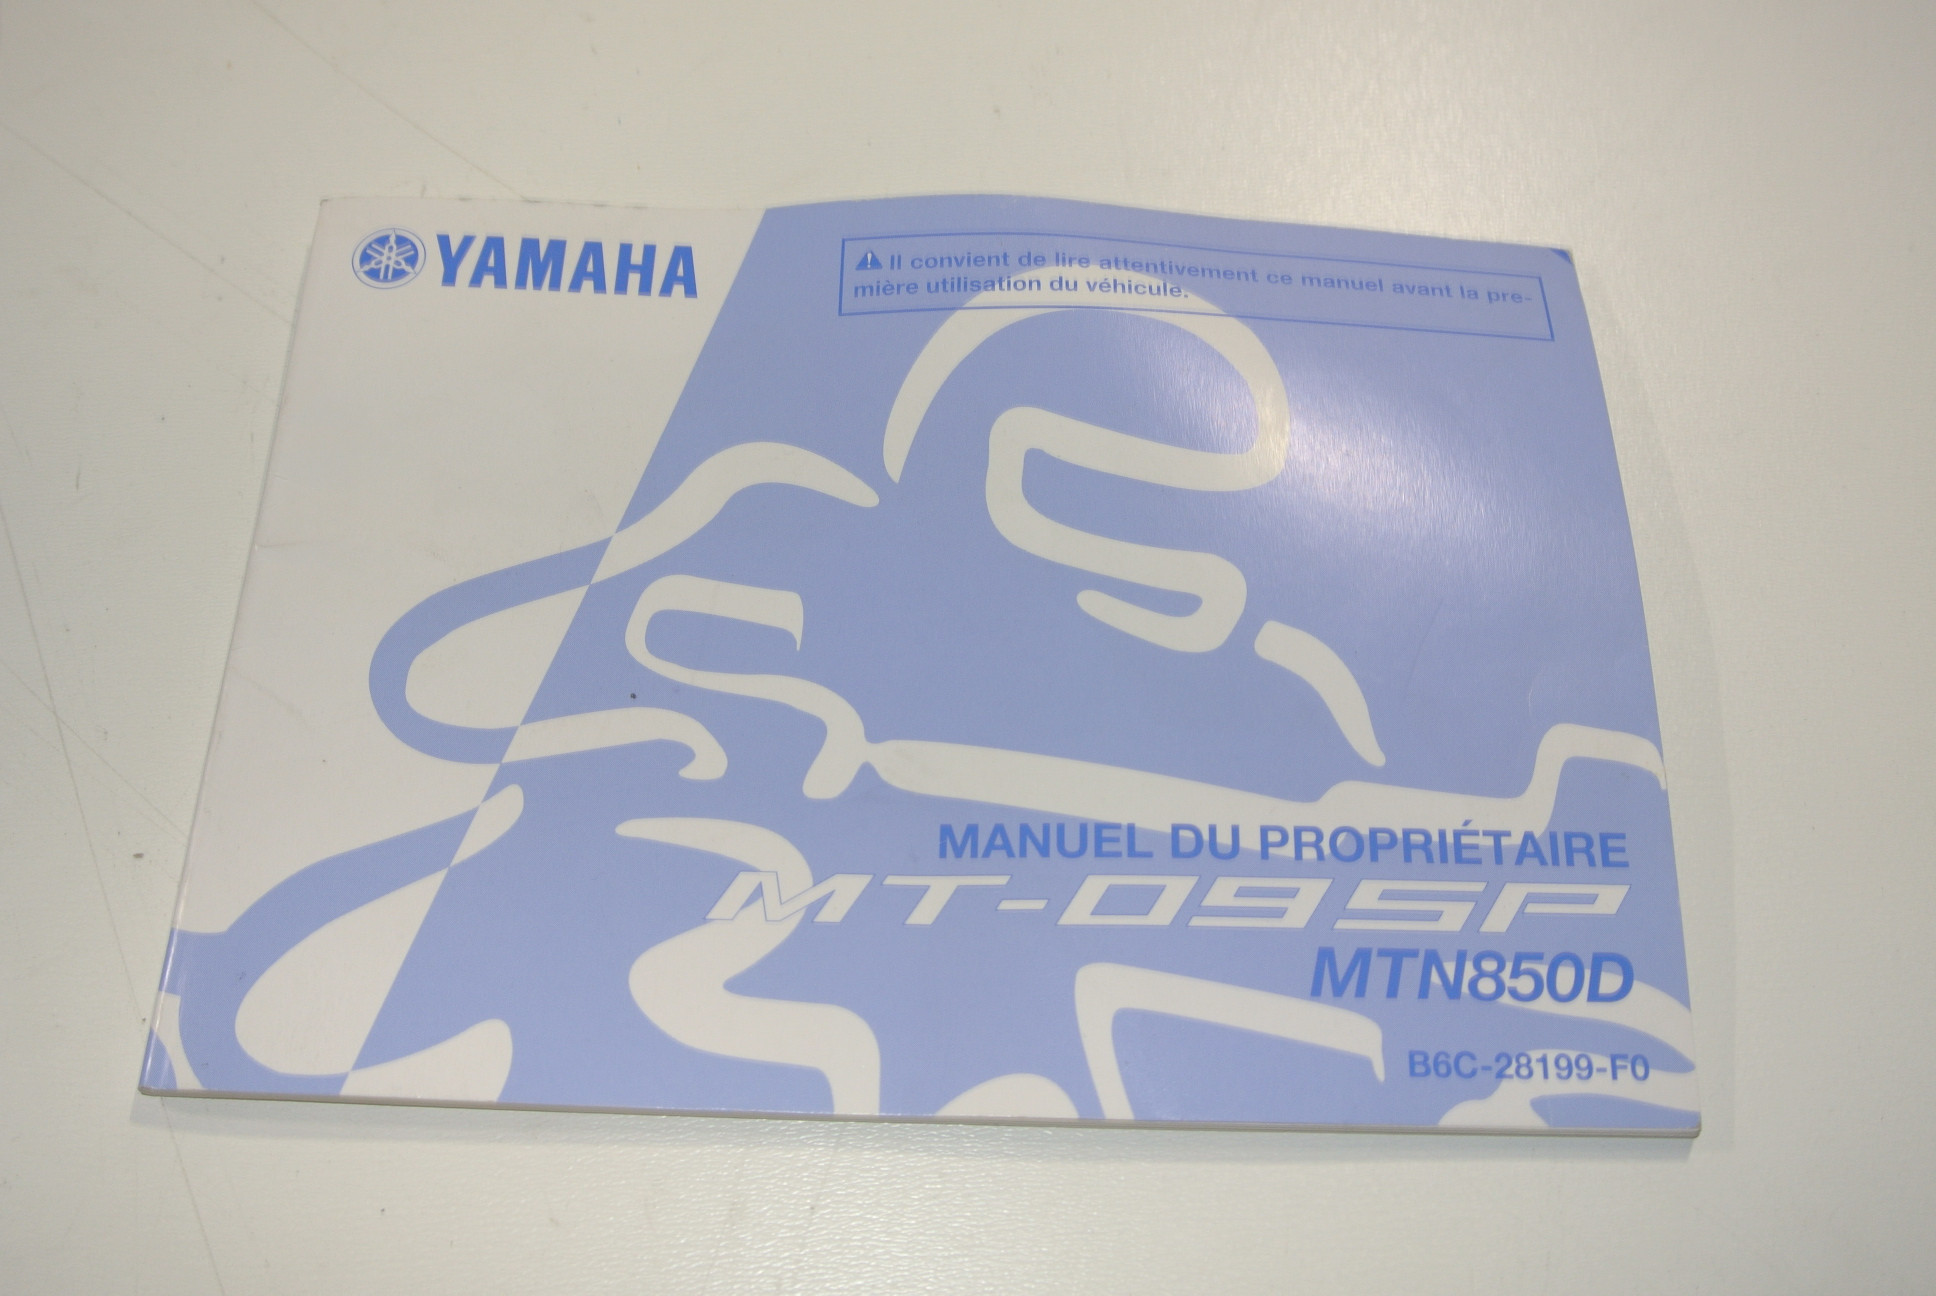 YAMAHA
⚠ Il convient de lire attentivement ce manuel avant la pre-
mière utilisation du véhicule.
MANUEL DU PROPRIÉTAIRE
MT-09SP
MTN850D
B6C-28199-F0